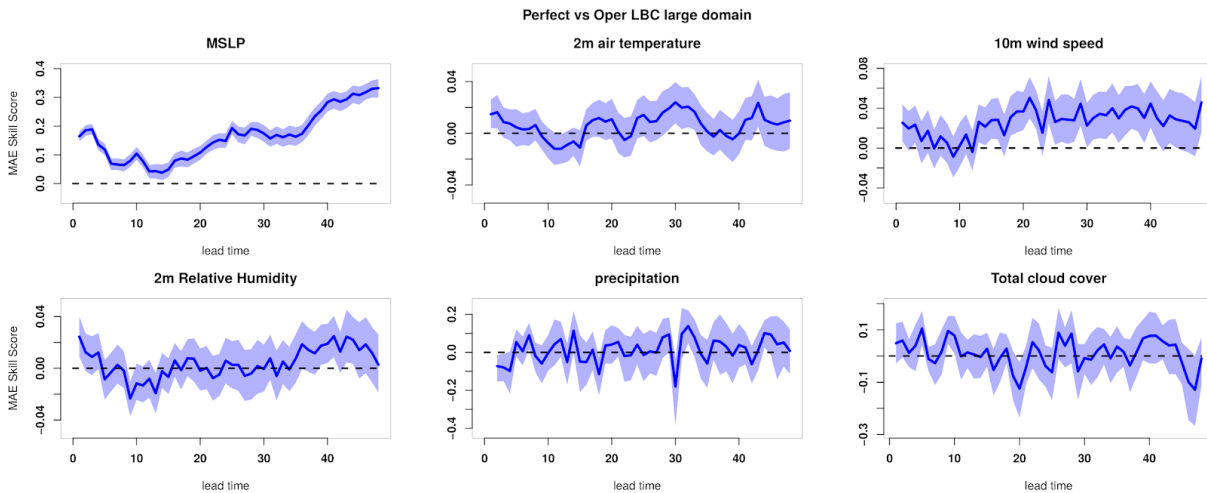 Perfect vs Oper LBC large domain
MSLP
2m air temperature
10m wind speed
MAE Skill Score
0.4
0.3
0.2
0.1
0.0
0 10 20 30 40
lead time
0.04
0.00
−0.04
0 10 20 30 40
lead time
0.08
0.04
0.00
−0.04
0 10 20 30 40
lead time
2m Relative Humidity
precipitation
Total cloud cover
MAE Skill Score
0.04
0.00
−0.04
0 10 20 30 40
lead time
0.2
0.0
−0.2
−0.4
0 10 20 30 40
lead time
0.1
−0.1
−0.3
0 10 20 30 40
lead time